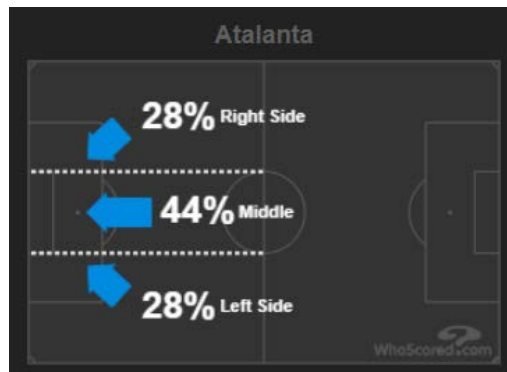 Atalanta
28% Right Side
44% Middle
28% Left Side
WhoScored.com